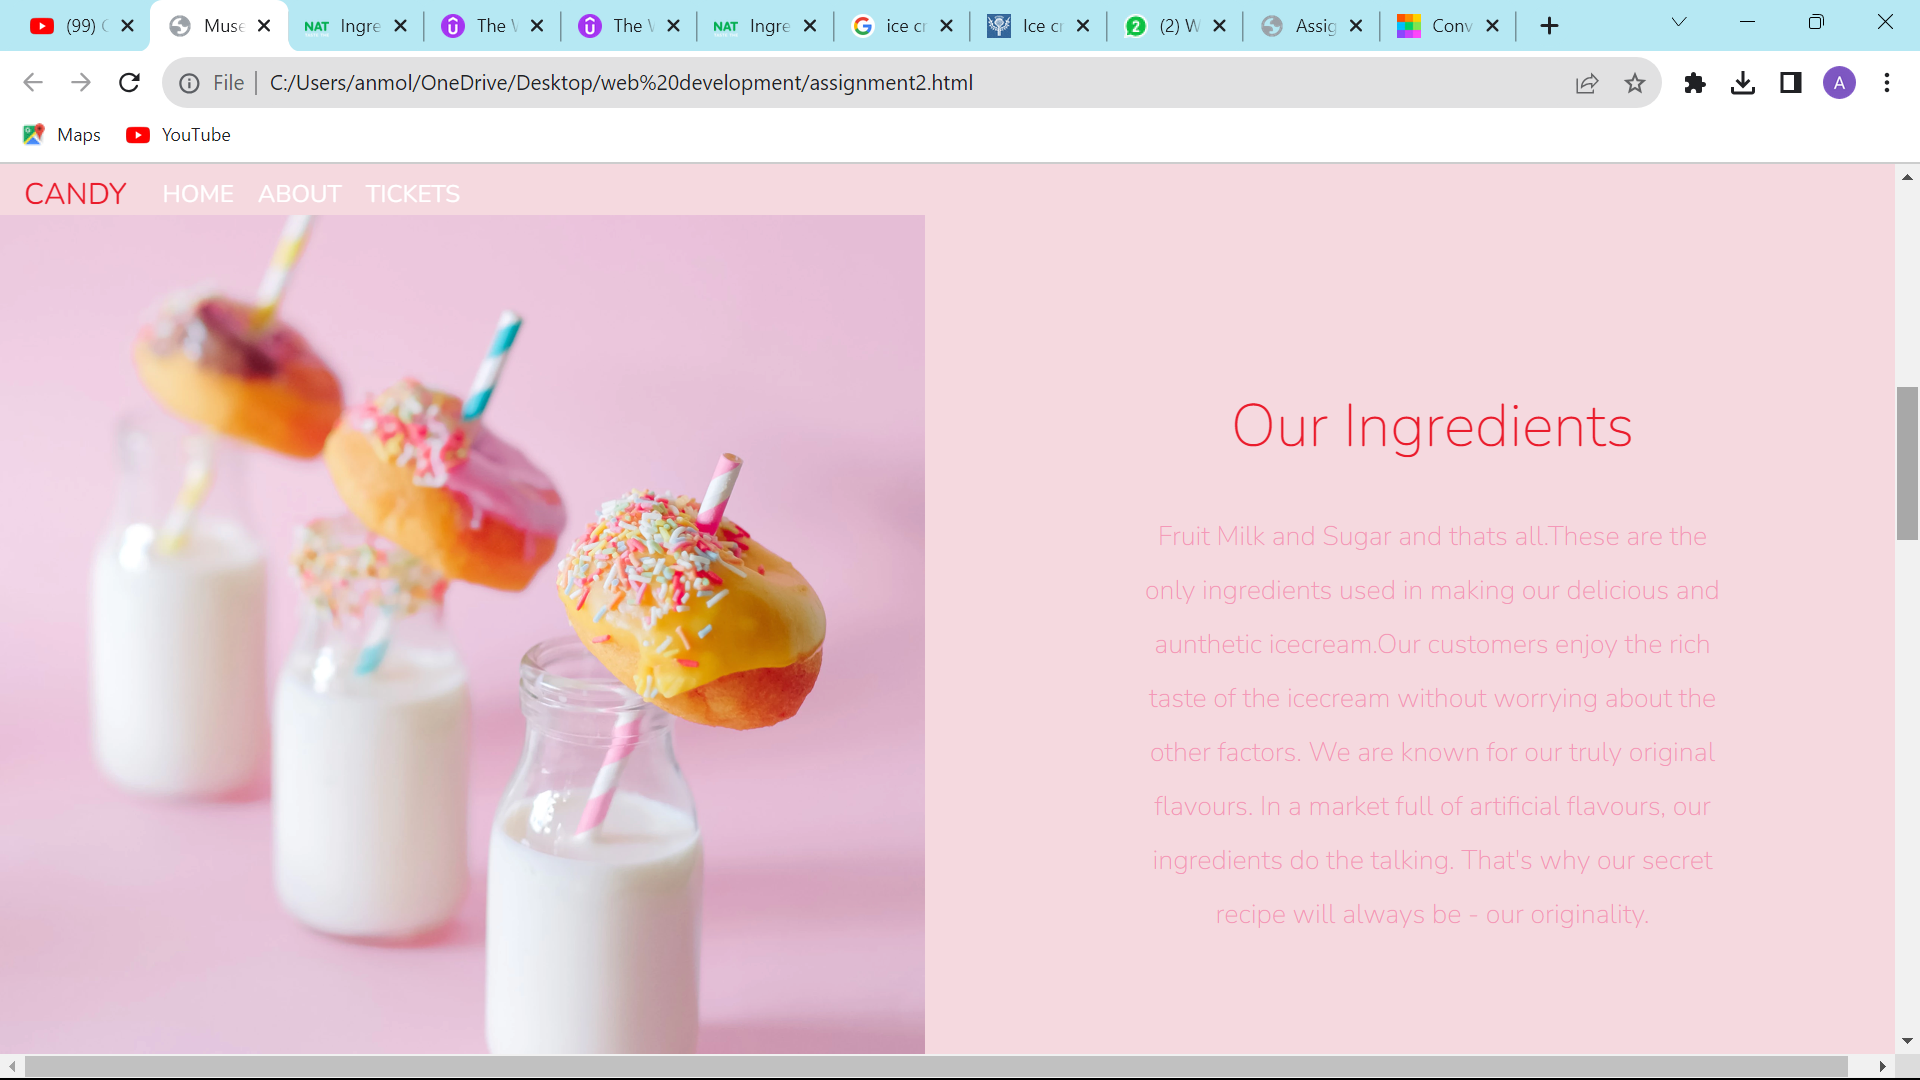 (99) (
Muse
NAT Ingre
The V
The V
NAT Ingre
ice cr
Ice cr
2 (2) W
Assig
Conv
File C:/Users/anmol/OneDrive/Desktop/web%20development/assignment2.html
A
Maps YouTube
CANDY HOME ABOUT TICKETS
Our Ingredients
Fruit Milk and Sugar and thats all.These are the
only ingredients used in making our delicious and
aunthetic icecream.Our customers enjoy the rich
taste of the icecream without worrying about the
other factors. We are known for our truly original
flavours. In a market full of artificial flavours, our
ingredients do the talking. That's why our secret
recipe will always be - our originality.